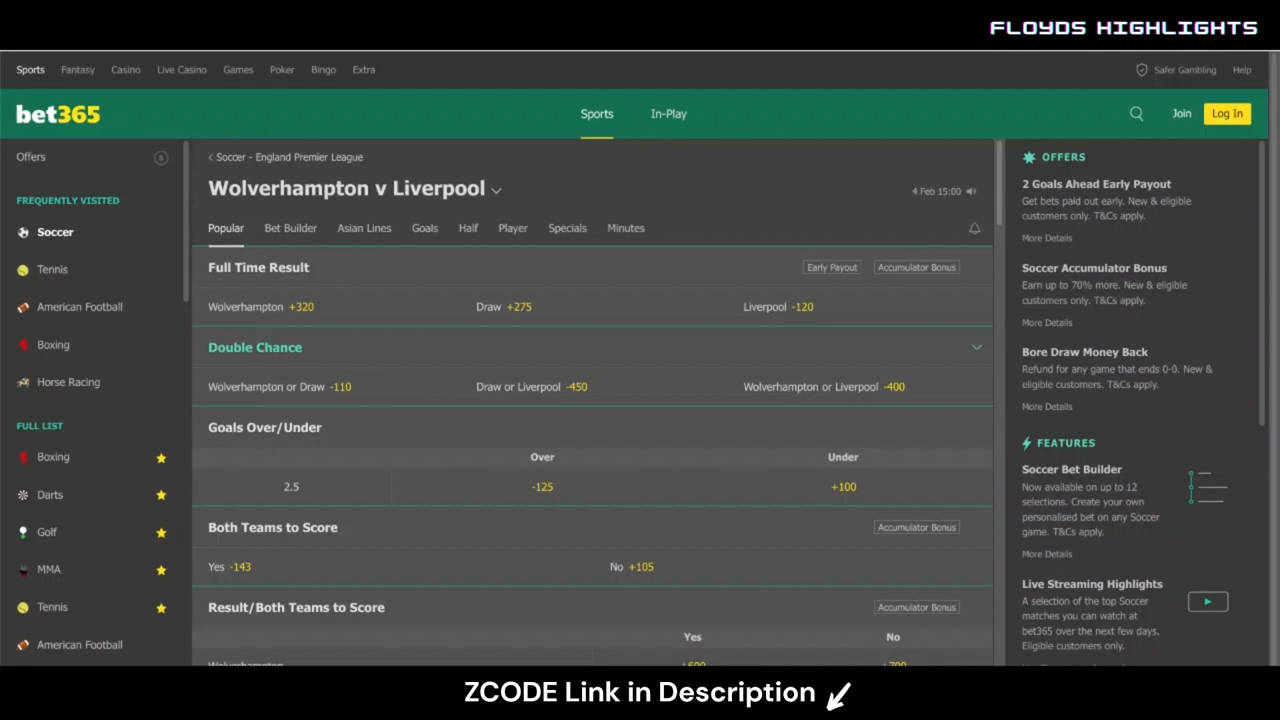 FLOYDS HIGHLIGHTS
Sports Fantasy Casino Live Casino Games Poker Bingo Extra Safer Gambling Help
bet365 Sports In-Play Join Log In
Offers
FREQUENTLY VISITED
Soccer
Tennis
American Football
Boxing
Horse Racing
FULL LIST
Boxing
Darts
Golf
MMA
Tennis
American Football
Soccer - England Premier League
Wolverhampton v Liverpool
4 Feb 15:00
Popular Bet Builder Asian Lines Goals Half Player Specials Minutes
Full Time Result Early Payout Accumulator Bonus
Wolverhampton +320 Draw +275 Liverpool -120
Double Chance
Wolverhampton or Draw -110 Draw or Liverpool -450 Wolverhampton or Liverpool -400
Goals Over/Under
Over Under
2.5 -125 +100
Both Teams to Score Accumulator Bonus
Yes -143 No +105
Result/Both Teams to Score Accumulator Bonus
Yes No
Wolverhampton
OFFERS
2 Goals Ahead Early Payout
Get bets paid out early. New & eligible
customers only. T&Cs apply.
More Details
Soccer Accumulator Bonus
Earn up to 70% more. New & eligible
customers only. T&Cs apply.
More Details
Bore Draw Money Back
Refund for any game that ends 0-0. New &
eligible customers. T&Cs apply.
More Details
FEATURES
Soccer Bet Builder
Now available on up to 12
selections. Create your own
personalised bet on any Soccer
game. T&Cs apply.
More Details
Live Streaming Highlights
A selection of the top Soccer
matches you can watch at
bet365 over the next few days.
Eligible customers only.
ZCODE Link in Description